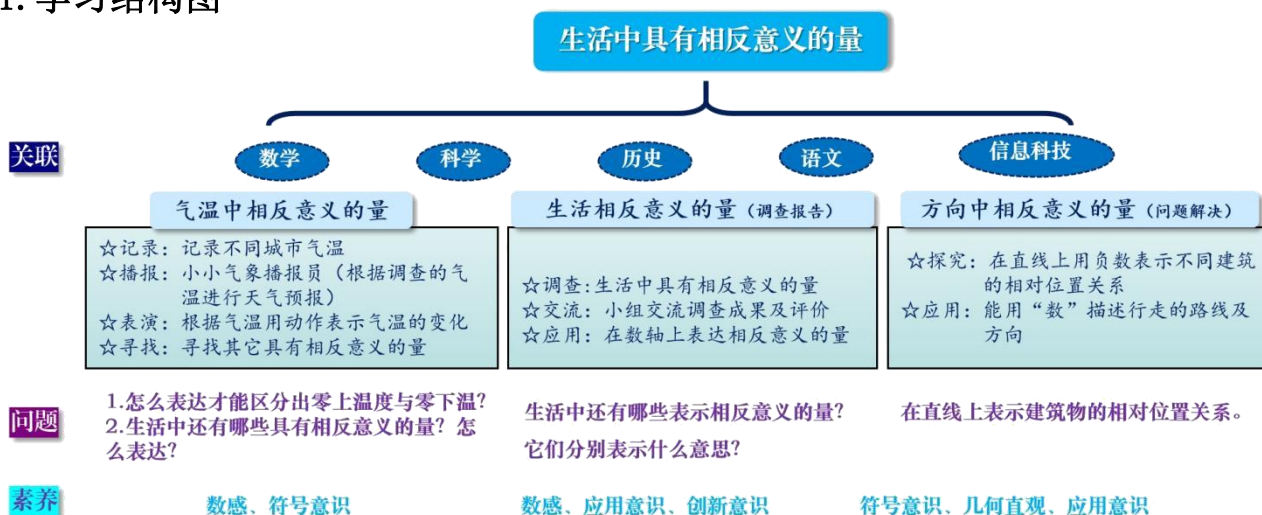 1. 学习结构图
生活中具有相反意义的量
关联
数学
科学
历史
语文
信息科技
气温中相反意义的量
☆记录：记录不同城市气温
☆播报：小小气象播报员（根据调查的气
温进行天气预报）
☆表演：根据气温用动作表示气温的变化
☆寻找：寻找其它具有相反意义的量
生活相反意义的量（调查报告）
☆调查:生活中具有相反意义的量
☆交流：小组交流调查成果及评价
☆应用：在数轴上表达相反意义的量
方向中相反意义的量（问题解决）
☆探究：在直线上用负数表示不同建筑
的相对位置关系
☆应用：能用“数”描述行走的路线及
方向
问题
1.怎么表达才能区分出零上温度与零下温?
2.生活中还有哪些具有相反意义的量？怎
么表达?
生活中还有哪些表示相反意义的量?
它们分别表示什么意思?
在直线上表示建筑物的相对位置关系。
素养
数感、符号意识
数感、应用意识、创新意识
符号意识、几何直观、应用意识